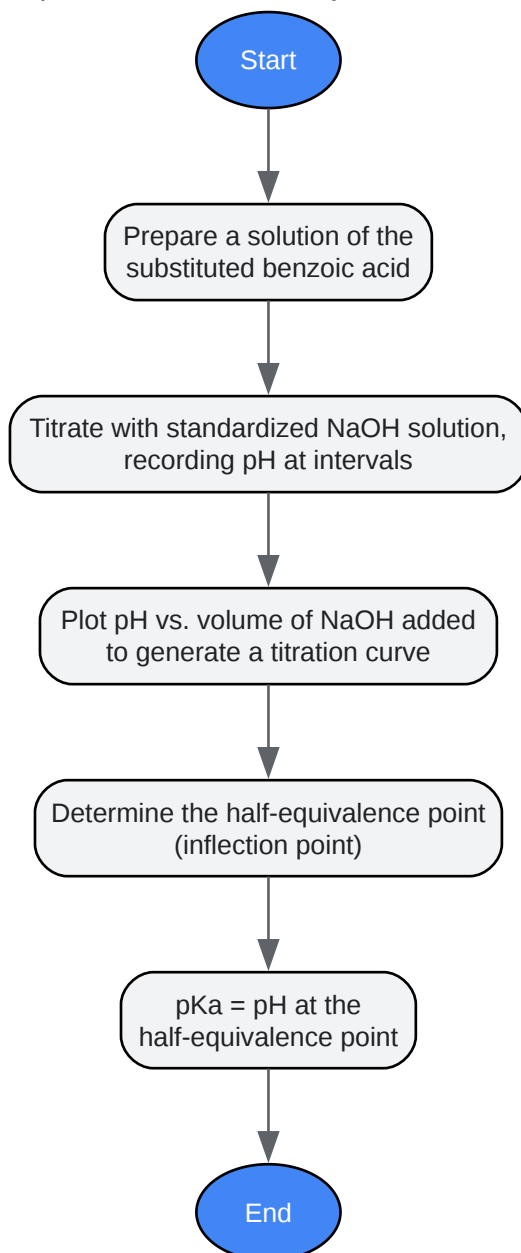 Start
Prepare a solution of the
substituted benzoic acid
Titrate with standardized NaOH solution,
recording pH at intervals
Plot pH vs. volume of NaOH added
to generate a titration curve
Determine the half-equivalence point
(inflection point)
pKa = pH at the
half-equivalence point
End